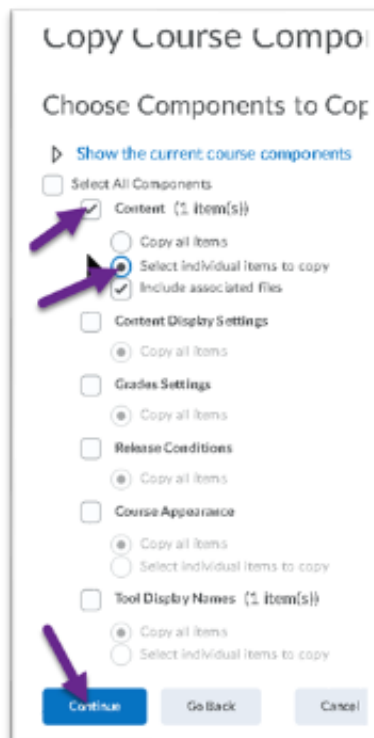 Copy Course Compo
Choose Components to Cop
Show the current course components
Select All Components
Content (1 item(s))
Copy all items
Select individual items to copy
Include associated files
Content Display Settings
Copy all items
Grades Settings
Copy all items
Release Conditions
Copy all items
Course Appearance
Copy all items
Select individual items to copy
Tool Display Names (1 item(s))
Copy all items
Select individual items to copy
Continue Go Back Cancel